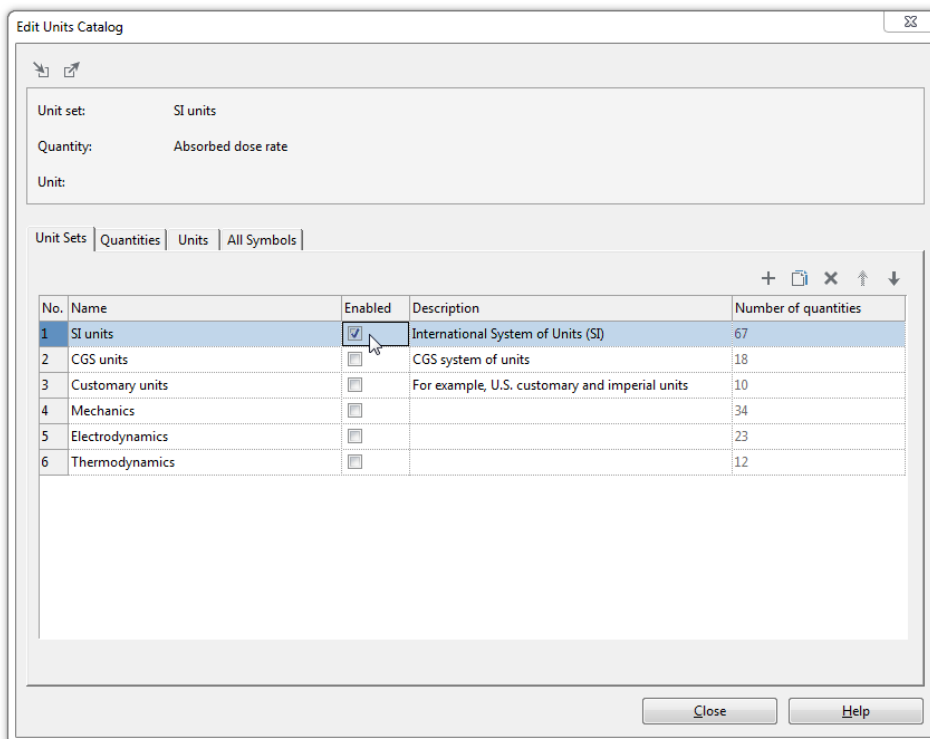 Edit Units Catalog
Unit set: SI units
Quantity: Absorbed dose rate
Unit:
Unit Sets Quantities Units All Symbols
No. Name Enabled Description Number of quantities
1 SI units International System of Units (SI) 67
2 CGS units CGS system of units 18
3 Customary units For example, U.S. customary and imperial units 10
4 Mechanics 34
5 Electrodynamics 23
6 Thermodynamics 12
Close Help